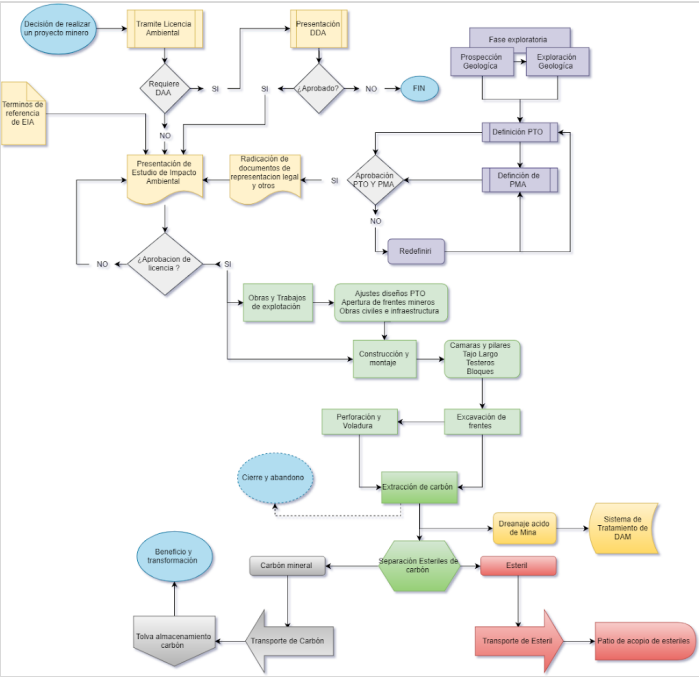 Decisión de realizar
un proyecto minero
Tramite Licencia
Ambiental
Presentación
DDA
Fase exploratoria
Prospección
Geologíca
Exploración
Geologíca
Requiere
DAA
SI
SI
¿Aprobado?
NO
FIN
Terminos de
referencia
de EIA
NO
Definición PTO
Presentación de
Estudio de Impacto
Ambiental
Radicación de
documentos de
representacion legal
y otros
SI
Aprobación
PTO Y PMA
Definción de
PMA
NO
Redefiniri
NO
¿Aprobacion de
licencia ?
SI
Obras y Trabajos
de explotación
Ajustes diseños PTO
Apertura de frentes mineros
Obras civiles e infraestructura
Construcción y
montaje
Camaras y pilares
Tajo Largo
Testeros
Bloques
Perforación y
Voladura
Excavación de
frentes
Cierre y abandono
Extracción de carbón
Dreanaje acido
de Mina
Sistema de
Tratamiento de
DAM
Beneficio y
transformación
Carbón mineral
Separación Esteriles de
carbón
Esteril
Tolva almacenamiento
carbón
Transporte de Carbón
Transporte de Esteril
Patio de acopio de esteriles